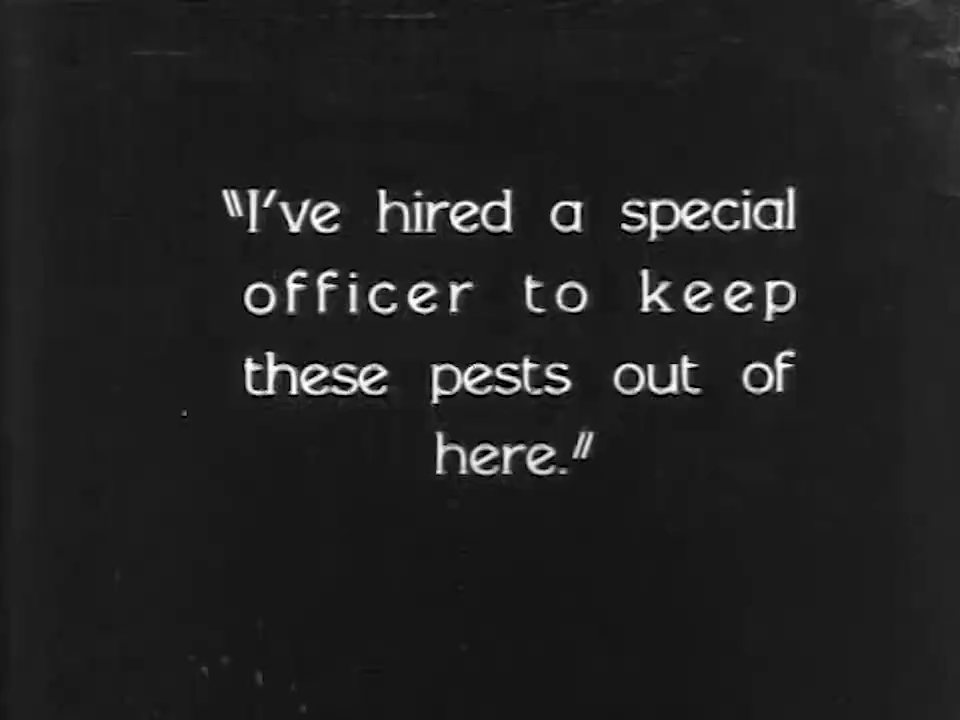 "I've hired a special
officer to keep
these pests out of
here."